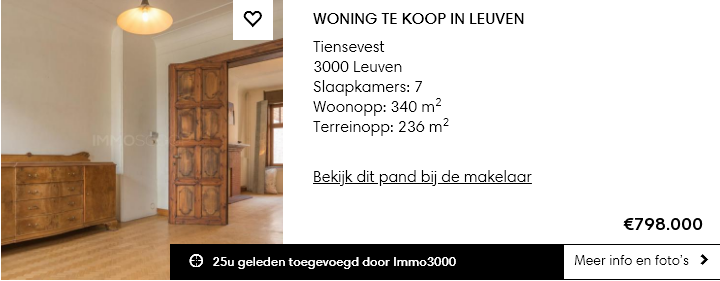 WONING TE KOOP IN LEUVEN
Tiensevest
3000 Leuven
Slaapkamers: 7
Woonopp: 340 m²
Terreinopp: 236 m²
Bekijk dit pand bij de makelaar
€798.000
25u geleden toegevoegd door Immo3000
Meer info en foto's